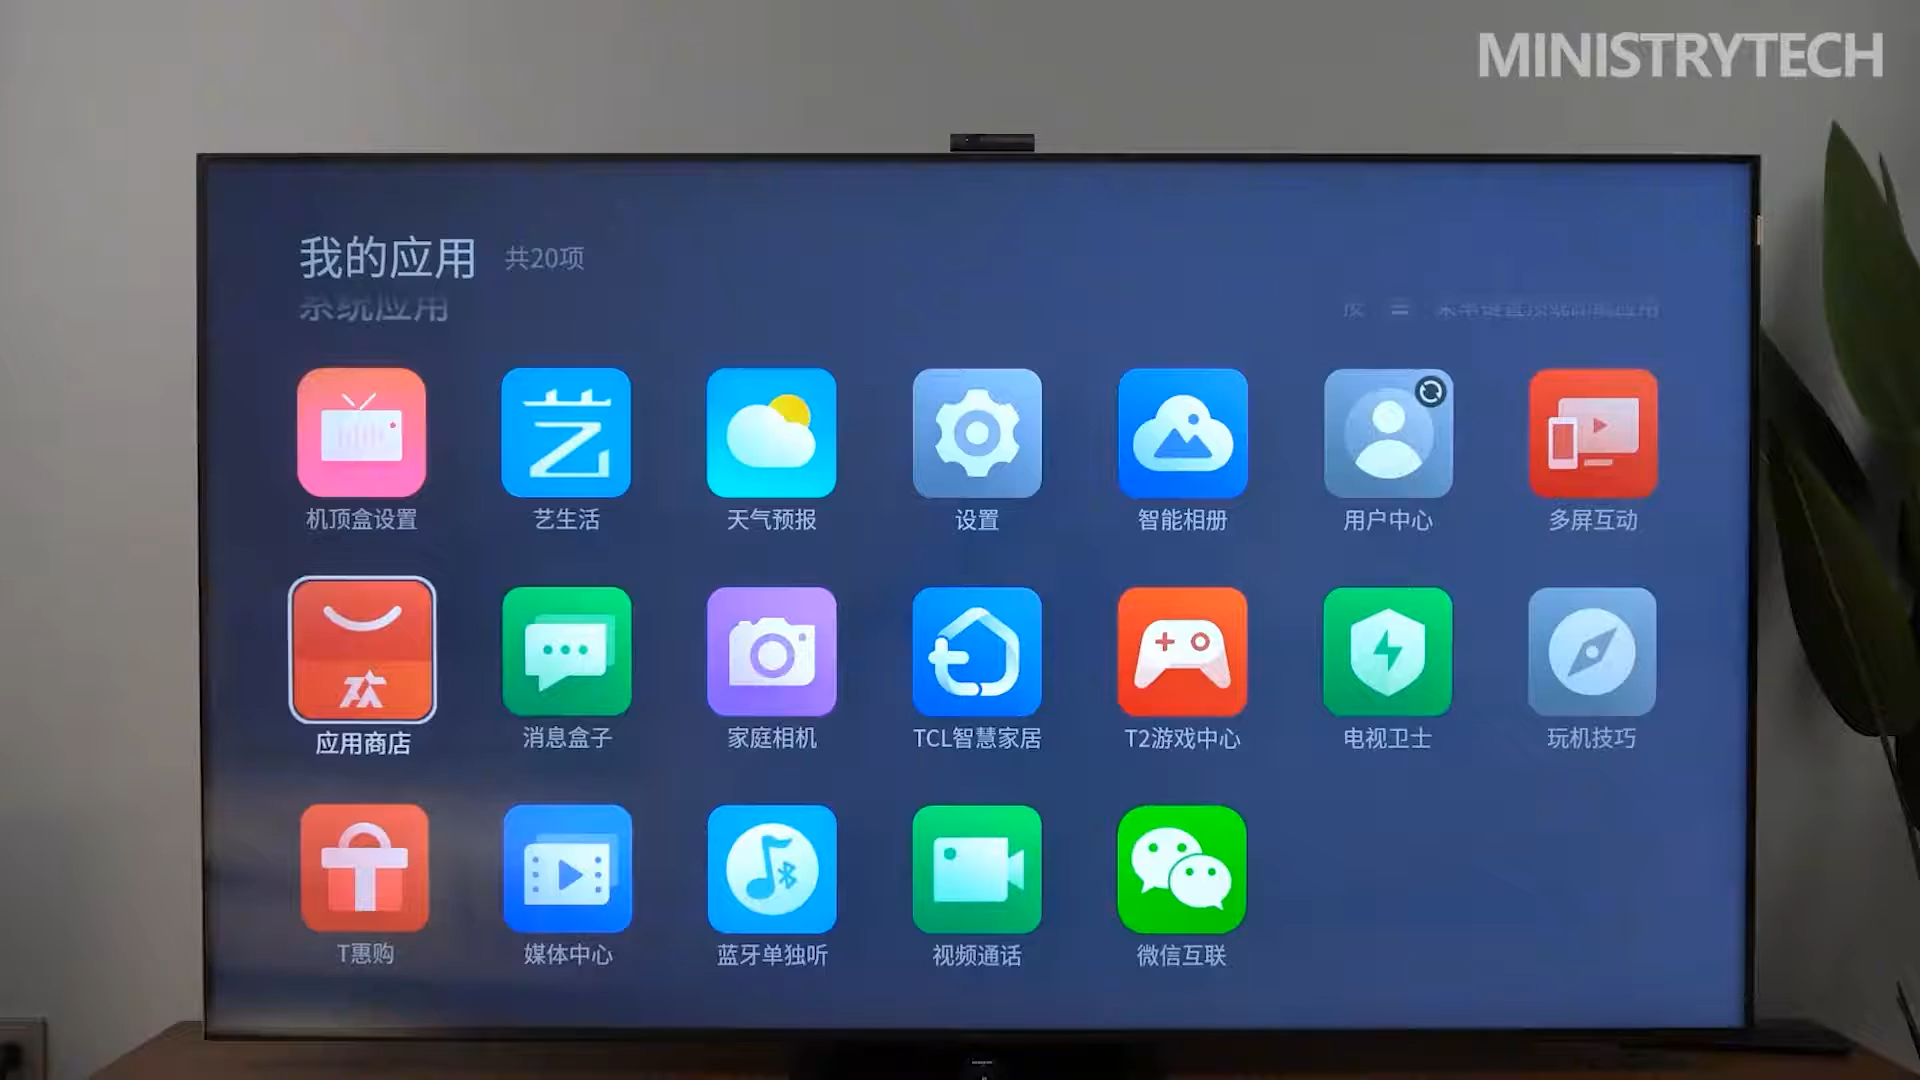 MINISTRYTECH
我的应用 共20项
系统应用
机顶盒设置 艺生活 天气预报 设置 智能相册 用户中心 多屏互动
应用商店 消息盒子 家庭相机 TCL智慧家居 T2游戏中心 电视卫士 玩机技巧
T惠购 媒体中心 蓝牙单独听 视频通话 微信互联